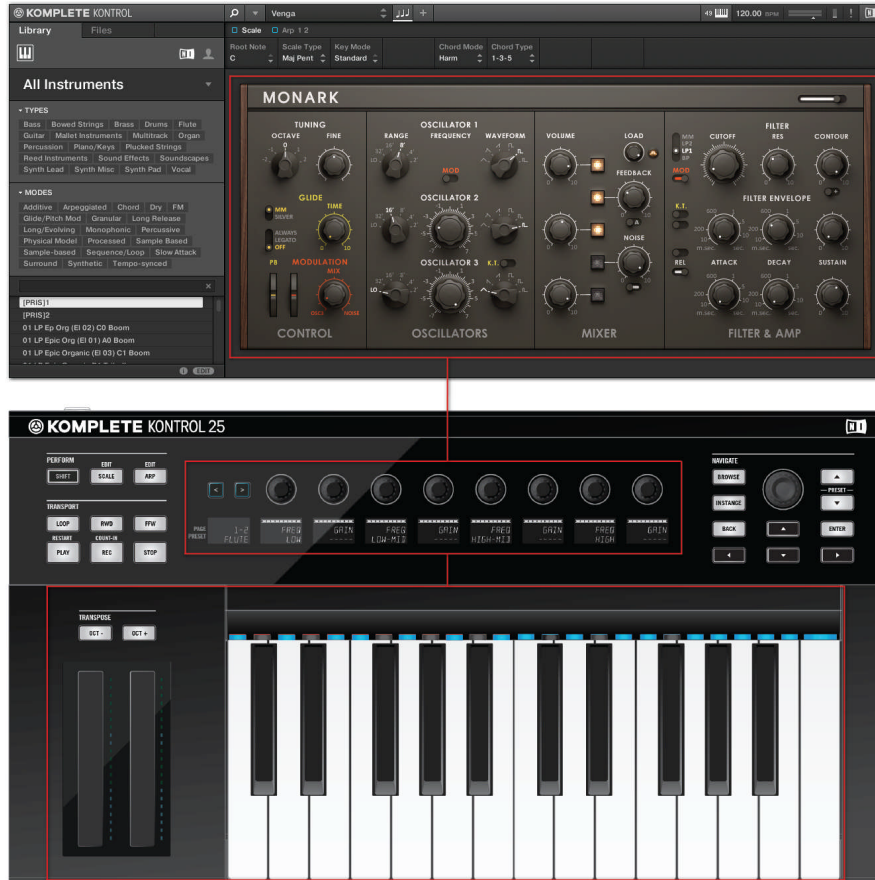 KOMPLETE KONTROL
Venga
49
120.00 BPM
Library Files
Scale Arp 1 2
Root Note Scale Type Key Mode Chord Mode Chord Type
C Maj Pent Standard Harm 1-3-5
All Instruments
TYPES
Bass Bowed Strings Brass Drums Flute
Guitar Mallet Instruments Multitrack Organ
Percussion Piano/Keys Plucked Strings
Reed Instruments Sound Effects Soundscapes
Synth Lead Synth Misc Synth Pad Vocal
MODES
Additive Arpeggiated Chord Dry FM
Glide/Pitch Mod Granular Long Release
Long/Evolving Monophonic Percussive
Physical Model Processed Sample Based
Sample-based Sequence/Loop Slow Attack
Surround Synthetic Tempo-synced
[PRIS]1
[PRIS]2
01 LP Ep Org (El 02) C0 Boom
01 LP Epic Org (El 01) A0 Boom
01 LP Epic Organic (El 03) C1 Boom
EDIT
MONARK
TUNING
OCTAVE FINE
GLIDE
MM
SILVER
TIME
ALWAYS
LEGATO
OFF
PB MODULATION
MIX
OSC3 NOISE
CONTROL
OSCILLATOR 1
RANGE FREQUENCY WAVEFORM
MOD
OSCILLATOR 2
OSCILLATOR 3 K.T.
OSCILLATORS
VOLUME LOAD
FEEDBACK
NOISE
MIXER
FILTER
MM
LP2
LP1
BP
CUTOFF RES CONTOUR
MOD
K.T.
FILTER ENVELOPE
REL ATTACK DECAY SUSTAIN
FILTER & AMP
KOMPLETE KONTROL 25
PERFORM
EDIT EDIT
SHIFT SCALE ARP
TRANSPORT
LOOP RWD FFW
RESTART COUNT-IN
PLAY REC STOP
< >
PAGE 1-2 FREQ GAIN FREQ GAIN FREQ GAIN FREQ GAIN
PRESET FLUTE LOW ----- LOW-MID ----- HIGH-MID ----- HIGH -----
NAVIGATE
BROWSE
PRESET
INSTANCE
BACK ENTER
TRANSPOSE
OCT - OCT +